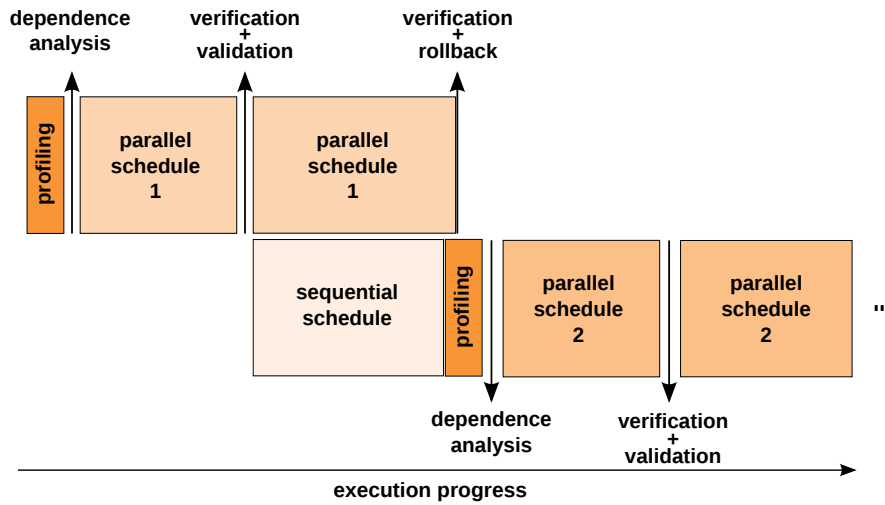 dependence
analysis
verification
+
validation
verification
+
rollback
profiling
parallel
schedule
1
parallel
schedule
1
sequential
schedule
profiling
parallel
schedule
2
parallel
schedule
2
"
dependence
analysis
verification
+
validation
execution progress